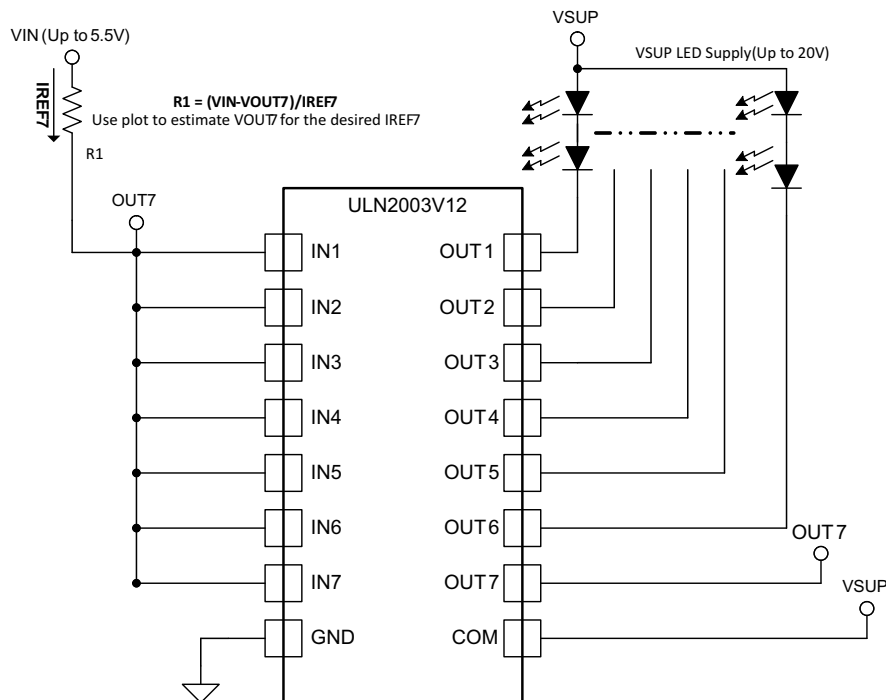 VSUP
VIN (Up to 5.5V)
VSUP LED Supply(Up to 20V)
IREF7
R1 = (VIN-VOUT7)/IREF7
Use plot to estimate VOUT7 for the desired IREF7
R1
OUT7
ULN2003V12
IN1
OUT1
IN2
OUT2
IN3
OUT3
IN4
OUT4
IN5
OUT5
IN6
OUT6
OUT7
IN7
OUT7
VSUP
GND
COM